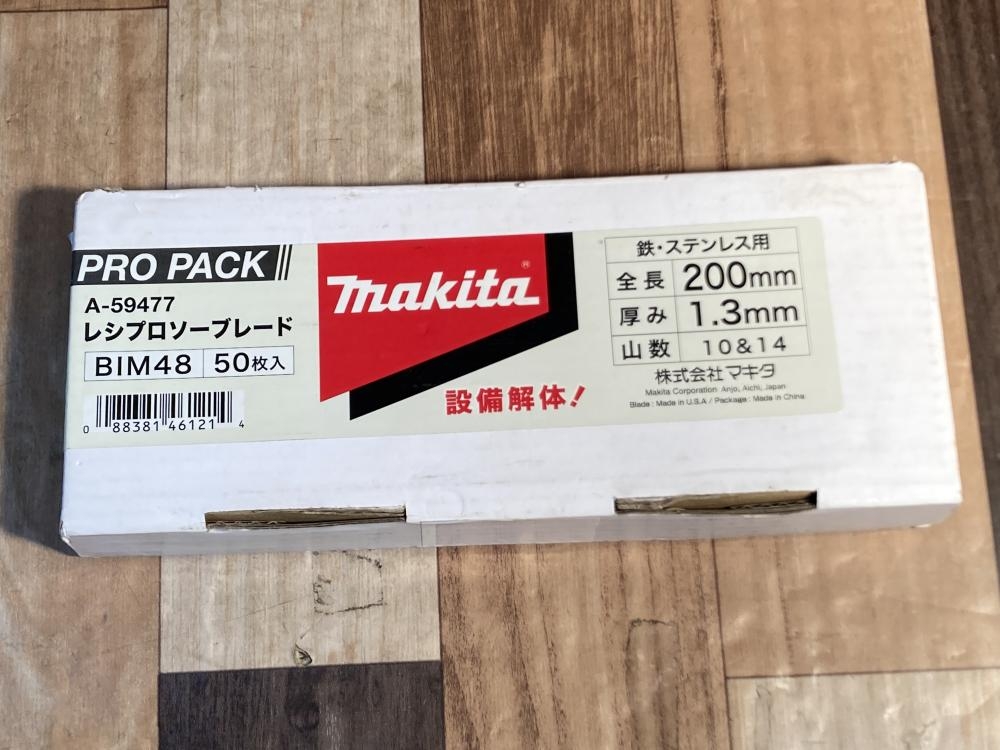 PRO PACK
A-59477
レシプロソーブレード
BIM48 50枚入
0 88381 46121 4
makita®
設備解体!
鉄・ステンレス用
全長 200mm
厚み 1.3mm
山数 10&14
株式会社マキタ
Makita Corporation Anjo, Aichi, Japan
Blade : Made in U.S.A / Package : Made in China